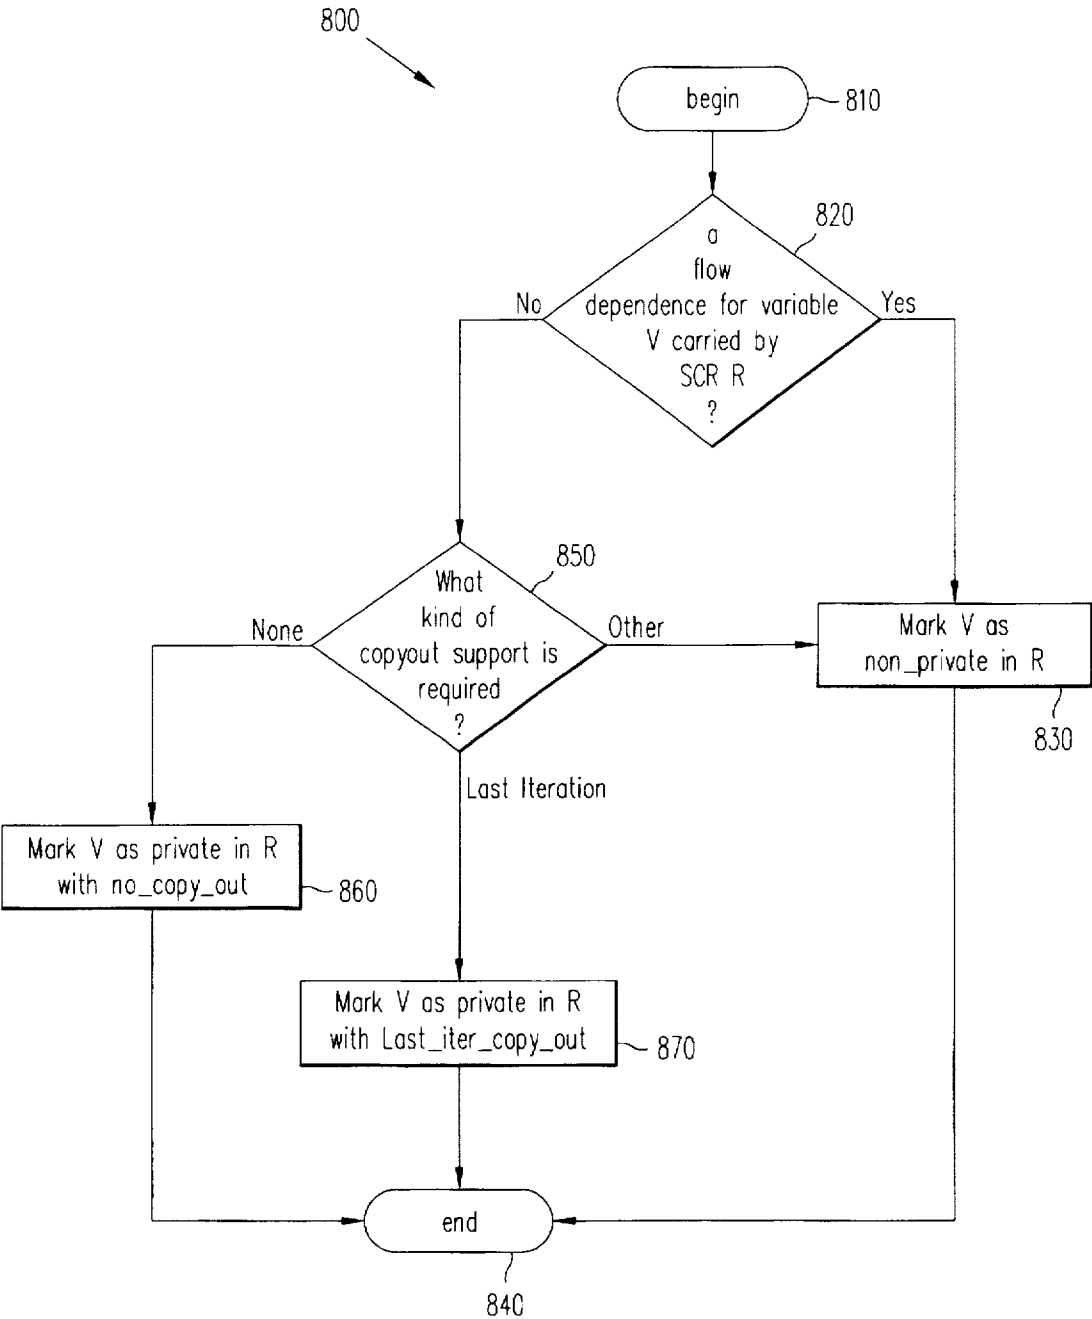 800
begin
810
820
a
flow
dependence for variable
V carried by
SCR R
?
No
Yes
850
What
kind of
copyout support is
required
?
None
Other
Mark V as
non_private in R
830
Last Iteration
Mark V as private in R
with no_copy_out
860
Mark V as private in R
with Last_iter_copy_out
870
end
840